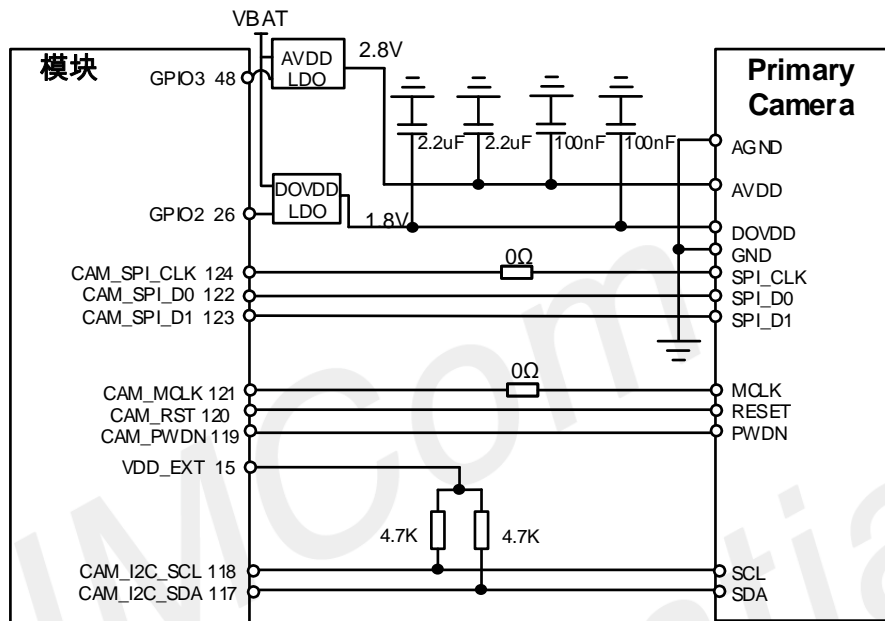 VBAT
模块
GPIO3 48
AVDD
LDO
2.8V
Primary
Camera
2.2uF
2.2uF
100nF
100nF
AGND
AVDD
GPIO2 26
DOVDD
LDO
1.8V
DOVDD
GND
CAM_SPI_CLK 124
0Ω
SPI_CLK
CAM_SPI_D0 122
SPI_D0
CAM_SPI_D1 123
SPI_D1
CAM_MCLK 121
0Ω
MCLK
CAM_RST 120
RESET
CAM_PWDN 119
PWDN
VDD_EXT 15
4.7K
4.7K
CAM_I2C_SCL 118
SCL
CAM_I2C_SDA 117
SDA